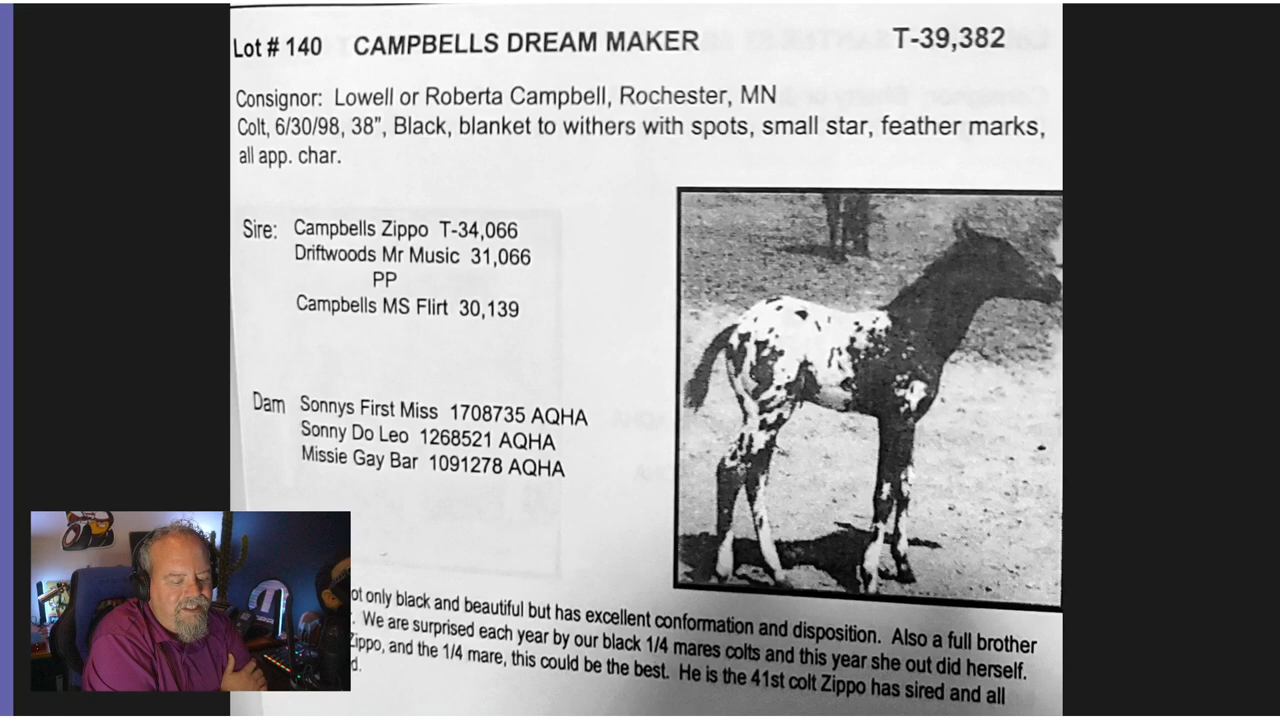 Lot # 140 CAMPBELLS DREAM MAKER T-39,382
Consignor: Lowell or Roberta Campbell, Rochester, MN
Colt, 6/30/98, 38", Black, blanket to withers with spots, small star, feather marks,
all app. char.
Sire: Campbells Zippo T-34,066
Driftwoods Mr Music 31,066
PP
Campbells MS Flirt 30,139
Dam Sonnys First Miss 1708735 AQHA
Sonny Do Leo 1268521 AQHA
Missie Gay Bar 1091278 AQHA
only black and beautiful but has excellent conformation and disposition. Also a full brother
. We are surprised each year by our black 1/4 mares colts and this year she out did herself.
Zippo, and the 1/4 mare, this could be the best. He is the 41st colt Zippo has sired and all